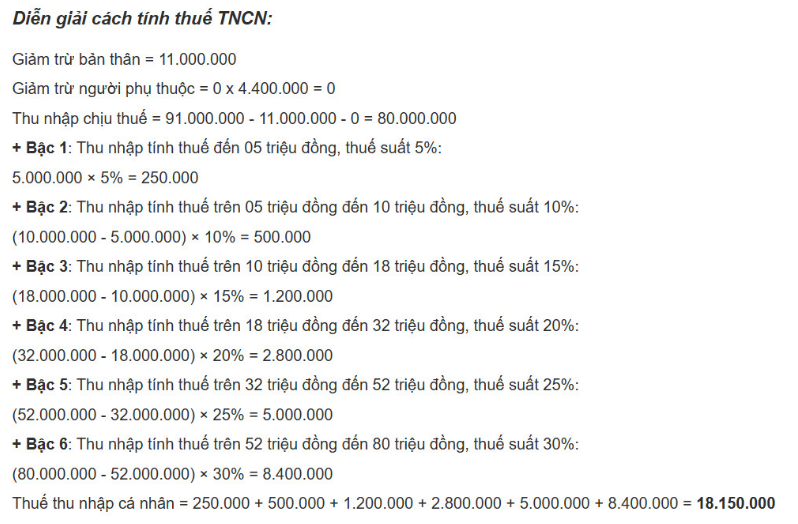 Diễn giải cách tính thuế TNCN:
Giảm trừ bản thân = 11.000.000
Giảm trừ người phụ thuộc = 0 x 4.400.000 = 0
Thu nhập chịu thuế = 91.000.000 - 11.000.000 - 0 = 80.000.000
+ Bậc 1: Thu nhập tính thuế đến 05 triệu đồng, thuế suất 5%:
5.000.000 × 5% = 250.000
+ Bậc 2: Thu nhập tính thuế trên 05 triệu đồng đến 10 triệu đồng, thuế suất 10%:
(10.000.000 - 5.000.000) × 10% = 500.000
+ Bậc 3: Thu nhập tính thuế trên 10 triệu đồng đến 18 triệu đồng, thuế suất 15%:
(18.000.000 - 10.000.000) × 15% = 1.200.000
+ Bậc 4: Thu nhập tính thuế trên 18 triệu đồng đến 32 triệu đồng, thuế suất 20%:
(32.000.000 - 18.000.000) × 20% = 2.800.000
+ Bậc 5: Thu nhập tính thuế trên 32 triệu đồng đến 52 triệu đồng, thuế suất 25%:
(52.000.000 - 32.000.000) × 25% = 5.000.000
+ Bậc 6: Thu nhập tính thuế trên 52 triệu đồng đến 80 triệu đồng, thuế suất 30%:
(80.000.000 - 52.000.000) × 30% = 8.400.000
Thuế thu nhập cá nhân = 250.000 + 500.000 + 1.200.000 + 2.800.000 + 5.000.000 + 8.400.000 = 18.150.000